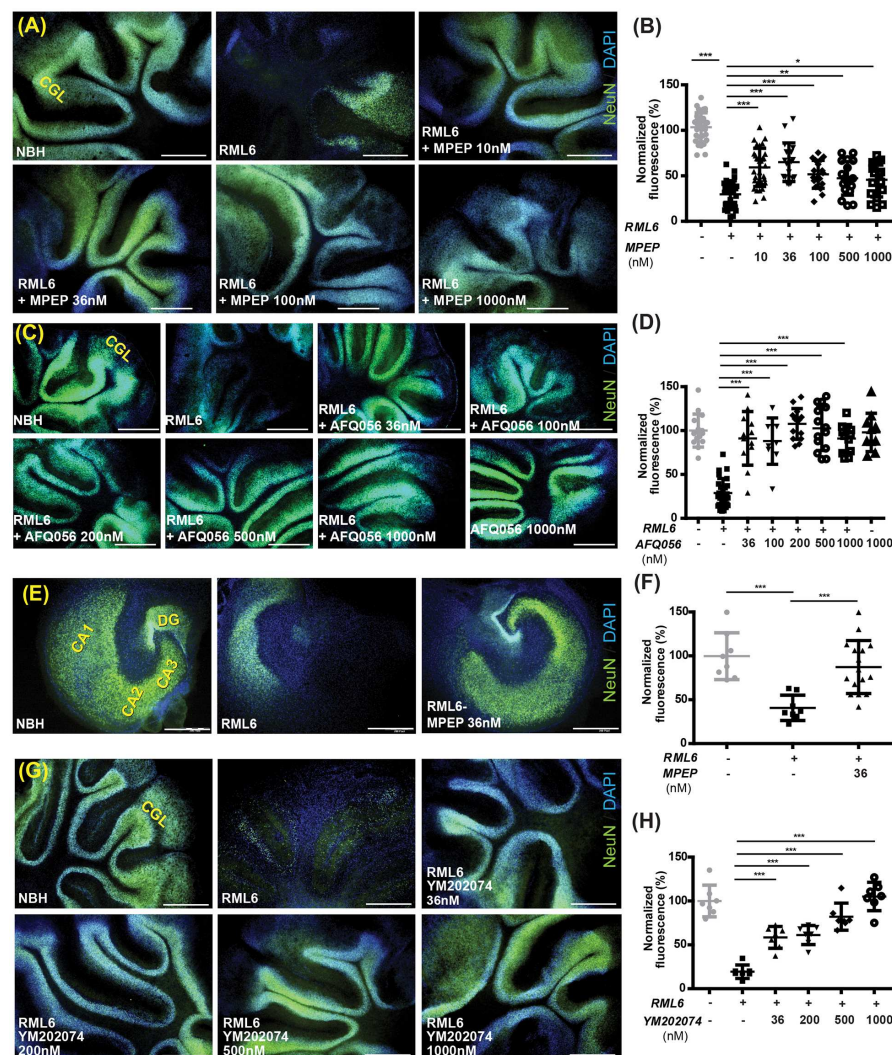 (A)
CGL
NBH
RML6
RML6
+ MPEP 10nM
NeuN / DAPI
RML6
+ MPEP 36nM
RML6
+ MPEP 100nM
RML6
+ MPEP 1000nM
(B)
***
*
**
***
***
***
Normalized
fluorescence (%)
150
100
50
0
RML6 - + + + + + +
MPEP - - 10 36 100 500 1000
(nM)
(C)
CGL
NBH
RML6
RML6
+ AFQ056 36nM
RML6
+ AFQ056 100nM
NeuN / DAPI
RML6
+ AFQ056 200nM
RML6
+ AFQ056 500nM
RML6
+ AFQ056 1000nM
AFQ056 1000nM
(D)
***
***
***
***
***
Normalized
fluorescence (%)
150
100
50
0
RML6 - + + + + + + -
AFQ056 - - 36 100 200 500 1000 1000
(nM)
(E)
CA1
DG
CA3
CA2
NBH
RML6
RML6-
MPEP 36nM
NeuN / DAPI
(F)
*** ***
Normalized
fluorescence (%)
150
100
50
0
RML6 - + +
MPEP - - 36
(nM)
(G)
CGL
NBH
RML6
RML6
YM202074
36nM
NeuN / DAPI
RML6
YM202074
200nM
RML6
YM202074
500nM
RML6
YM202074
1000nM
(H)
***
***
***
***
Normalized
fluorescence (%)
150
100
50
0
RML6 - + + + + +
YM202074 - - 36 200 500 1000
(nM)